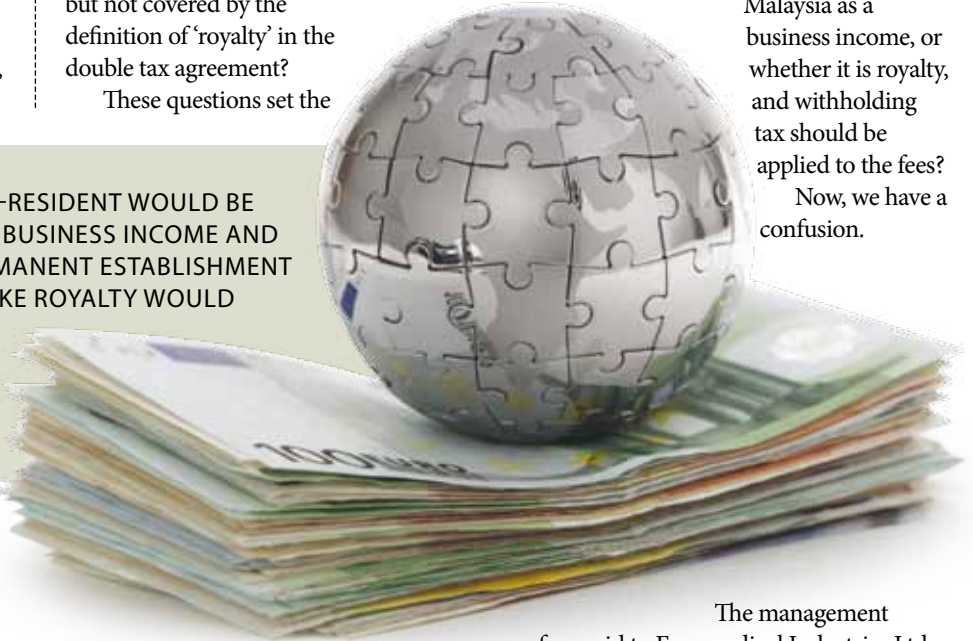 but not covered by the
definition of ‘royalty’ in the
double tax agreement?
These questions set the
-RESIDENT WOULD BE
BUSINESS INCOME AND
MANENT ESTABLISHMENT
KE ROYALTY WOULD
100 EURO
Malaysia as a
business income, or
whether it is royalty,
and withholding
tax should be
applied to the fees?
Now, we have a
confusion.
The management